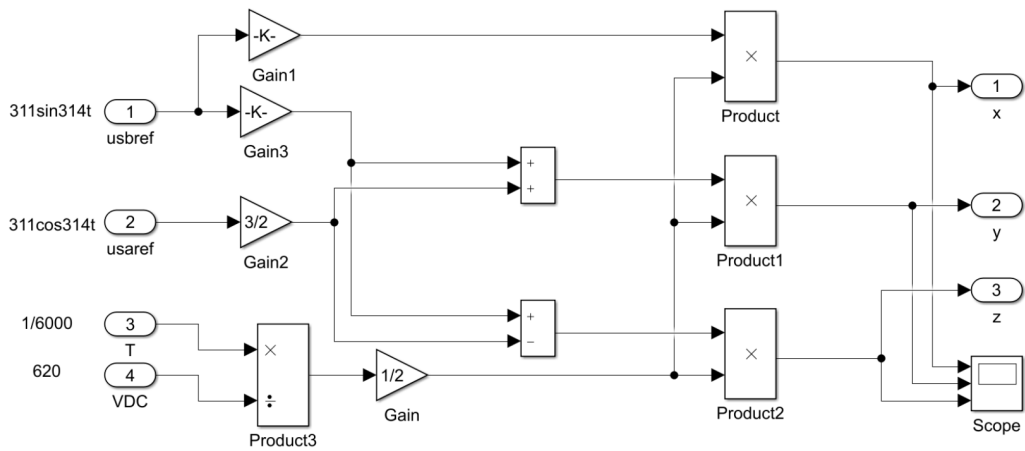 -K-
Gain1
×
Product
311sin314t
1
usbref
-K-
Gain3
1
x
+
+
×
Product1
311cos314t
2
usaref
3/2
Gain2
2
y
+
−
×
Product2
3
z
1/6000
3
T
620
4
VDC
×
÷
Product3
1/2
Gain
Scope